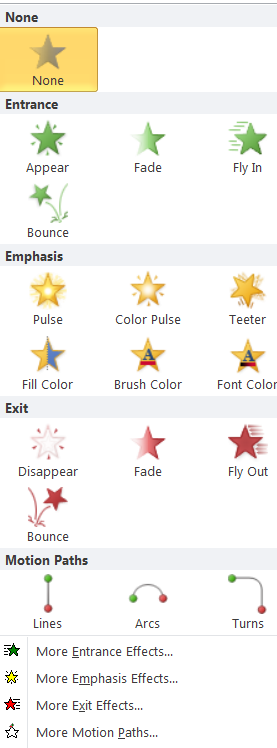 None
None
Entrance
Appear Fade Fly In
Bounce
Emphasis
Pulse Color Pulse Teeter
Fill Color Brush Color Font Color
Exit
Disappear Fade Fly Out
Bounce
Motion Paths
Lines Arcs Turns
More Entrance Effects...
More Emphasis Effects...
More Exit Effects...
More Motion Paths...